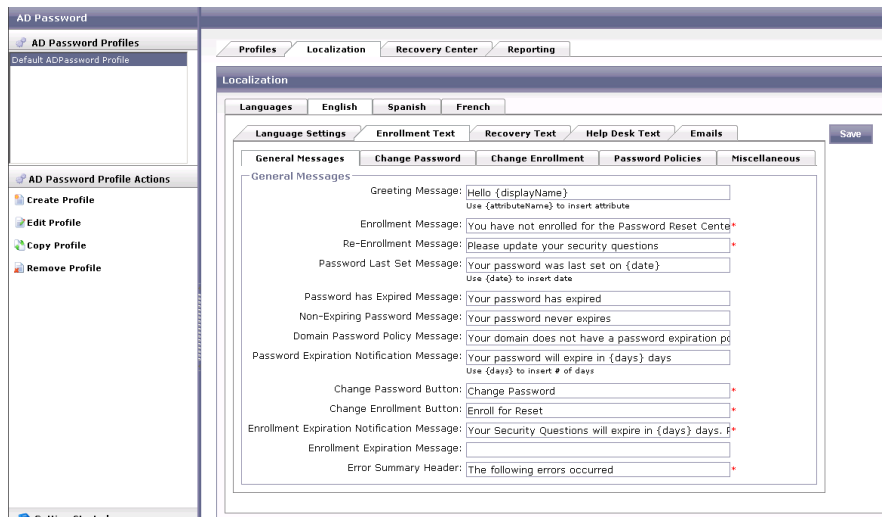 AD Password
AD Password Profiles
Default ADPassword Profile
AD Password Profile Actions
Create Profile
Edit Profile
Copy Profile
Remove Profile
Profiles
Localization
Recovery Center
Reporting
Localization
Languages
English
Spanish
French
Language Settings
Enrollment Text
Recovery Text
Help Desk Text
Emails
Save
General Messages
Change Password
Change Enrollment
Password Policies
Miscellaneous
General Messages
Greeting Message: Hello {displayName}
Use {attributeName} to insert attribute
Enrollment Message: You have not enrolled for the Password Reset Cente*
Re-Enrollment Message: Please update your security questions *
Password Last Set Message: Your password was last set on {date}
Use {date} to insert date
Password has Expired Message: Your password has expired
Non-Expiring Password Message: Your password never expires
Domain Password Policy Message: Your domain does not have a password expiration po
Password Expiration Notification Message: Your password will expire in {days} days
Use {days} to insert # of days
Change Password Button: Change Password *
Change Enrollment Button: Enroll for Reset *
Enrollment Expiration Notification Message: Your Security Questions will expire in {days} days. *
Enrollment Expiration Message:
Error Summary Header: The following errors occurred *